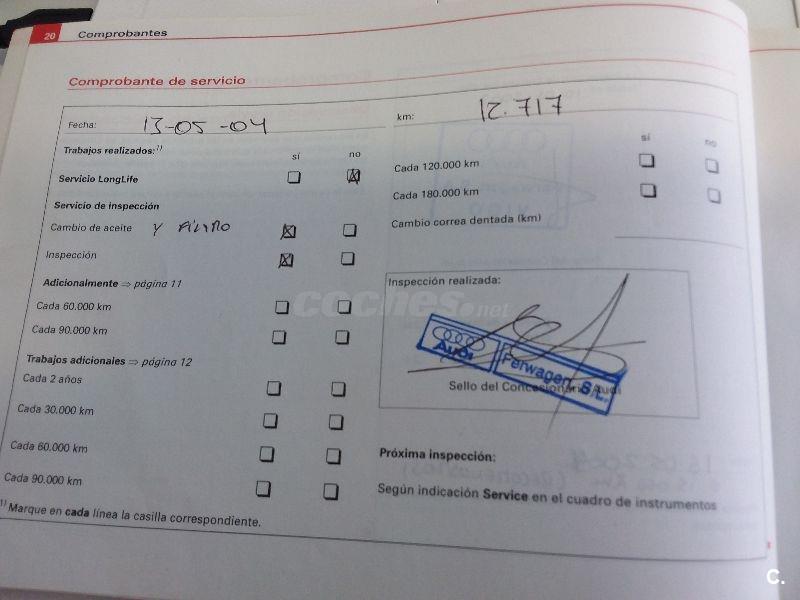 20 Comprobantes
Comprobante de servicio
Fecha: 13-05-04
km: 12.717
Trabajos realizados:1)
sí no
Servicio LongLife
Servicio de inspección
Cambio de aceite Y FILTRO
Inspección
Adicionalmente ⇒ página 11
Cada 60.000 km
Cada 90.000 km
Trabajos adicionales ⇒ página 12
Cada 2 años
Cada 30.000 km
Cada 60.000 km
Cada 90.000 km
1) Marque en cada línea la casilla correspondiente.
sí no
Cada 120.000 km
Cada 180.000 km
Cambio correa dentada (km)
Inspección realizada:
Audi Ferwagen S.L.
Sello del Concesionario Audi
Próxima inspección:
Según indicación Service en el cuadro de instrumentos
coches.net
C.